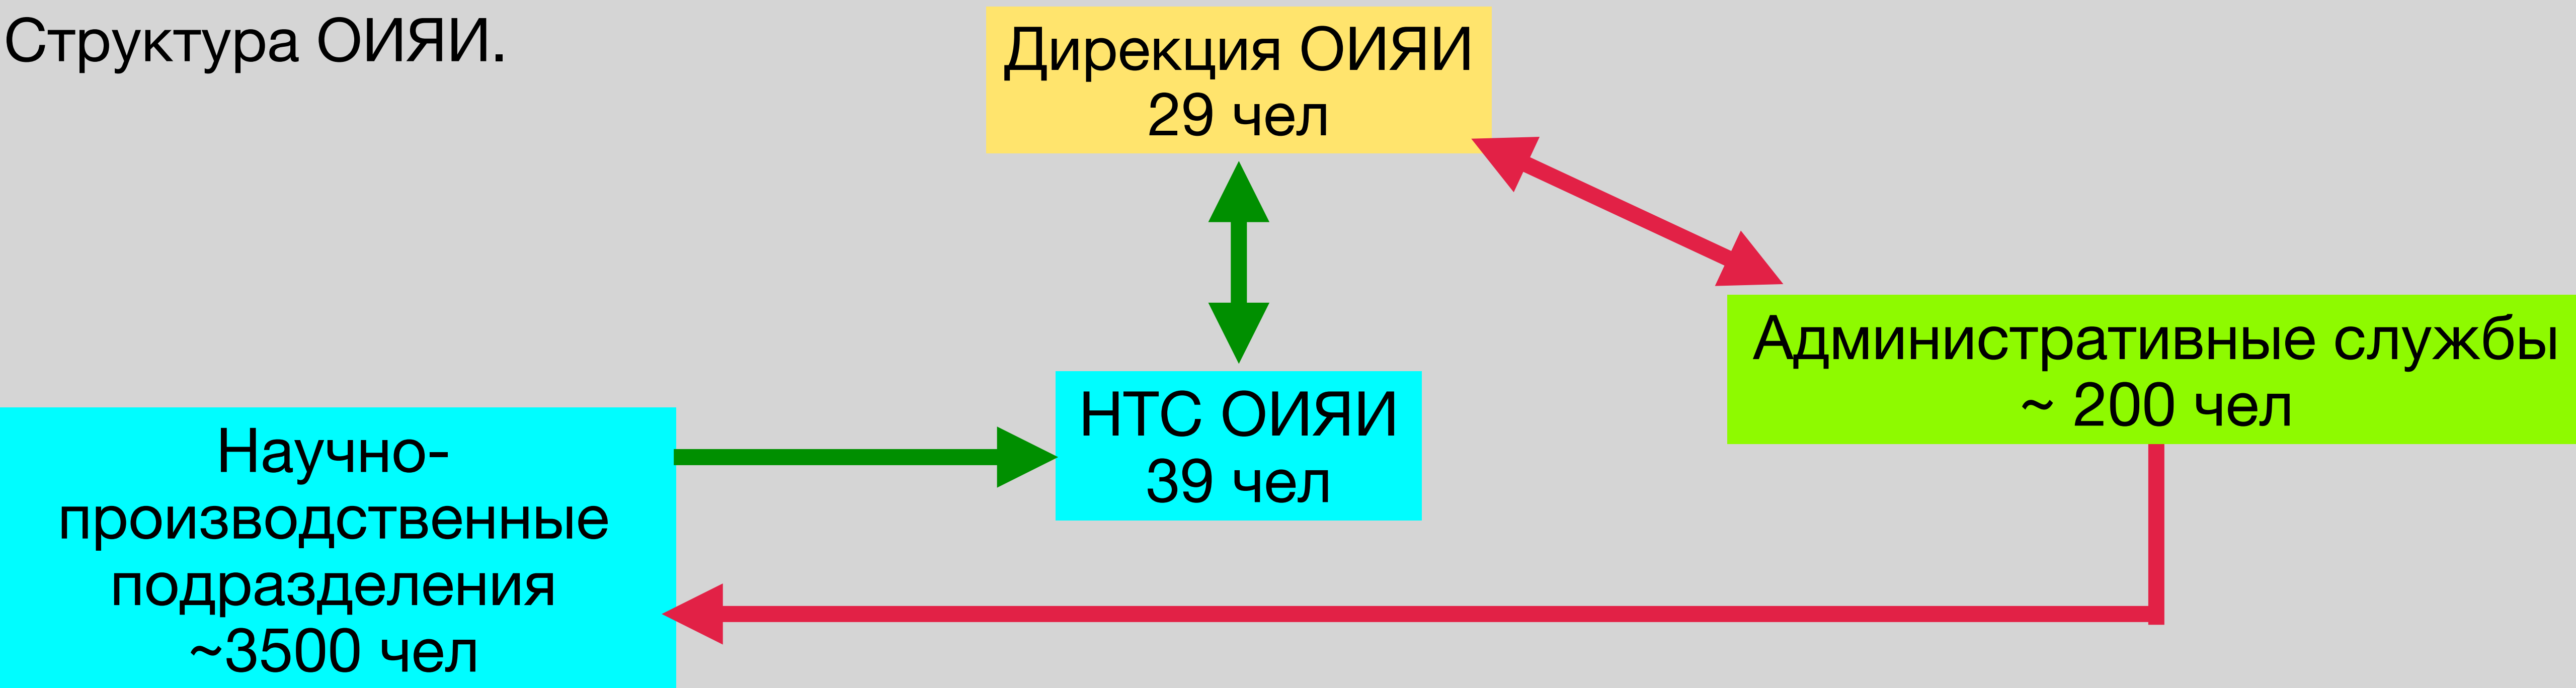 Структура ОИЯИ.
Дирекция ОИЯИ
29 чел
Административные службы
~ 200 чел
НТС ОИЯИ
39 чел
Научно-
производственные
подразделения
~3500 чел